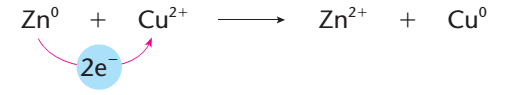 Zn⁰ + Cu²⁺ ⟶ Zn²⁺ + Cu⁰
2e⁻